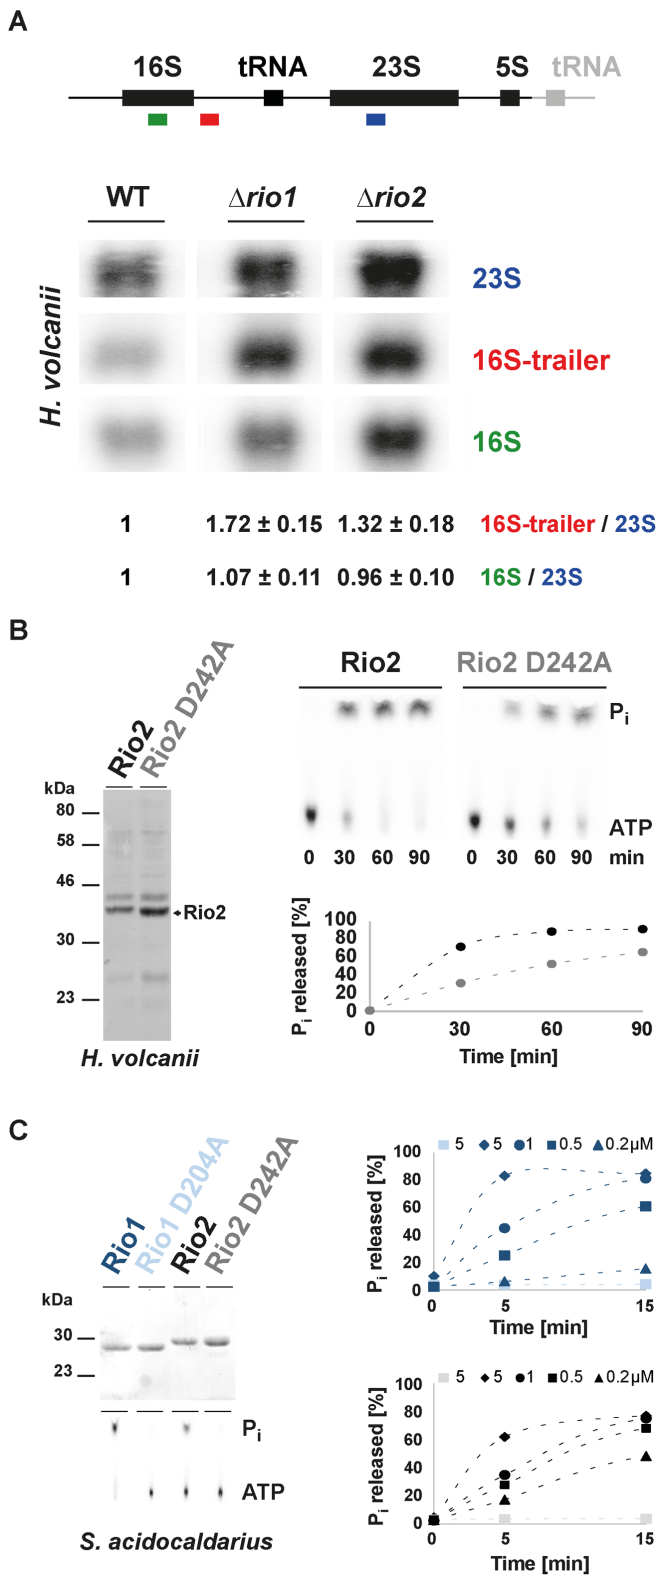 A
16S tRNA 23S 5S tRNA
WT Δrio1 Δrio2
H. volcanii
23S
16S-trailer
16S
1 1.72 ± 0.15 1.32 ± 0.18 16S-trailer / 23S
1 1.07 ± 0.11 0.96 ± 0.10 16S / 23S
B
Rio2 Rio2 D242A
kDa
80
58
46
30
23
Rio2
H. volcanii
Rio2 Rio2 D242A
Pi
ATP
0 30 60 90 0 30 60 90 min
Pi released [%]
100
80
60
40
20
0
0 30 60 90
Time [min]
C
Rio1 Rio1 D204A Rio2 Rio2 D242A
kDa
30
23
Pi
ATP
S. acidocaldarius
5 5 1 0.5 0.2µM
Pi released [%]
100
80
60
40
20
0
0 5 15
Time [min]
5 5 1 0.5 0.2µM
Pi released [%]
100
80
60
40
20
0
0 5 15
Time [min]